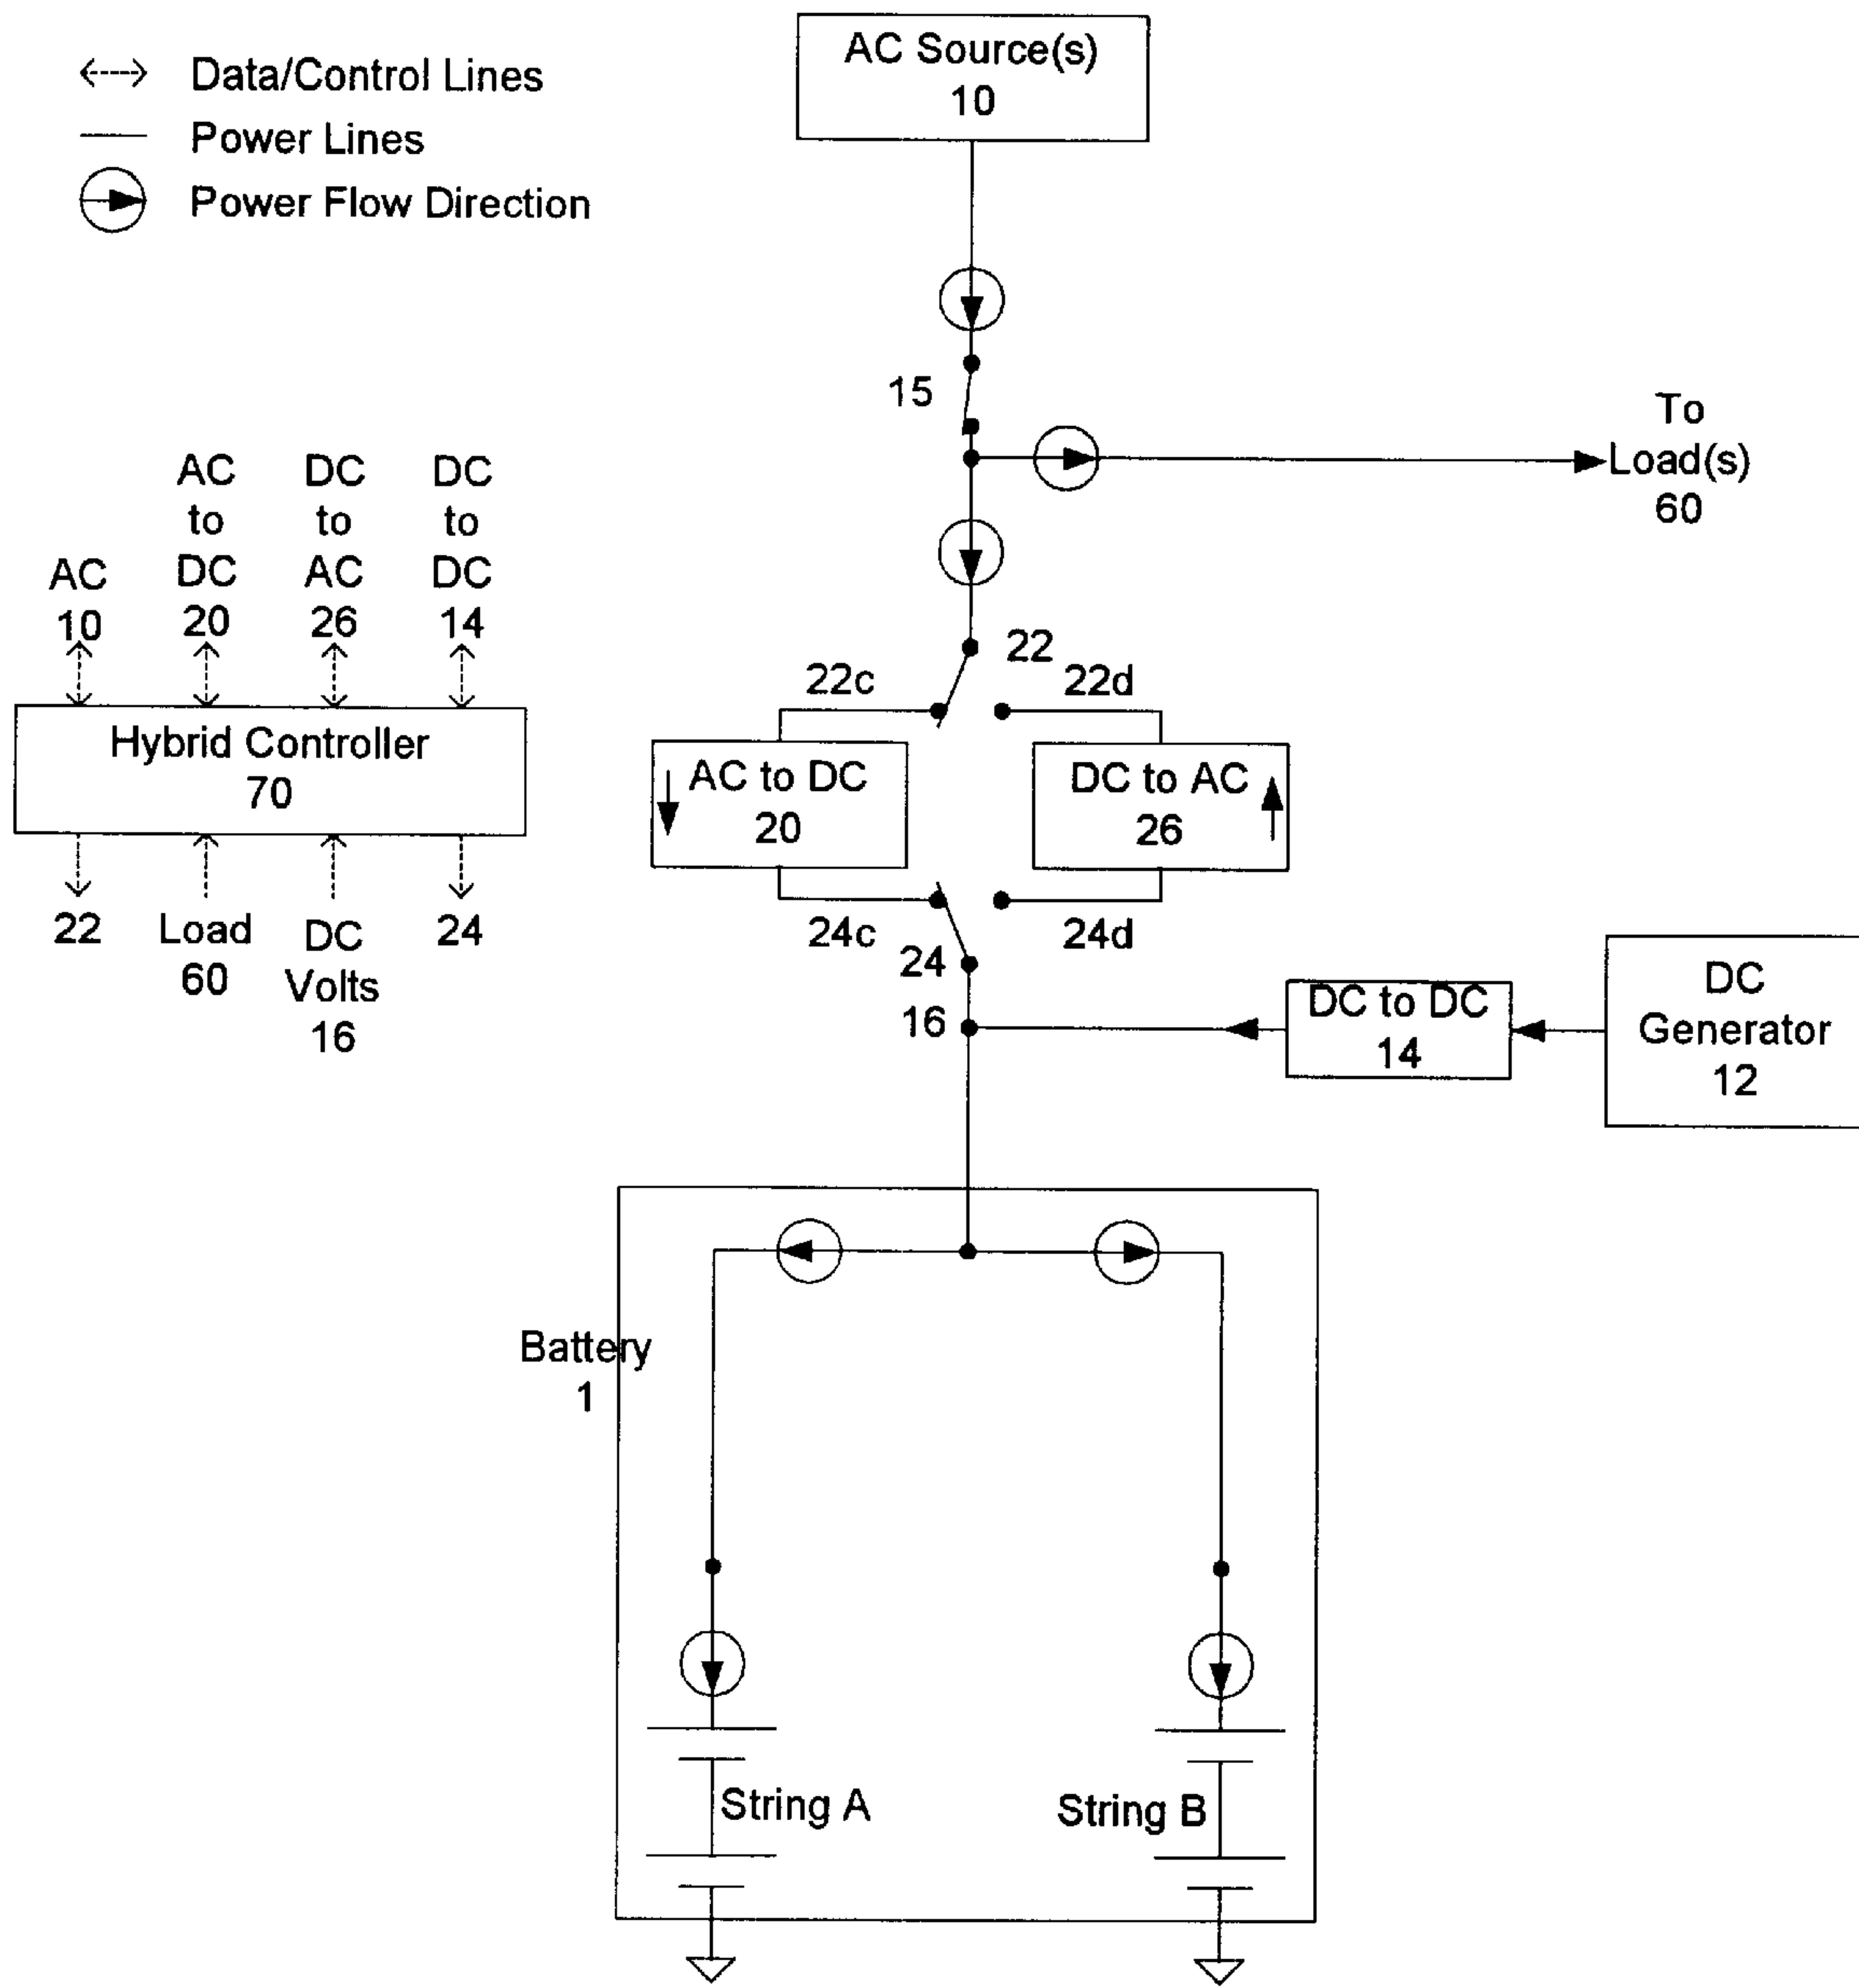 Data/Control Lines
Power Lines
Power Flow Direction
AC Source(s)
10
15
To
Load(s)
60
AC
10
AC
to
DC
20
DC
to
AC
26
DC
to
DC
14
Hybrid Controller
70
22
Load
60
DC
Volts
16
24
22
22c
22d
AC to DC
20
DC to AC
26
24c
24d
24
16
DC to DC
14
DC
Generator
12
Battery
1
String A
String B